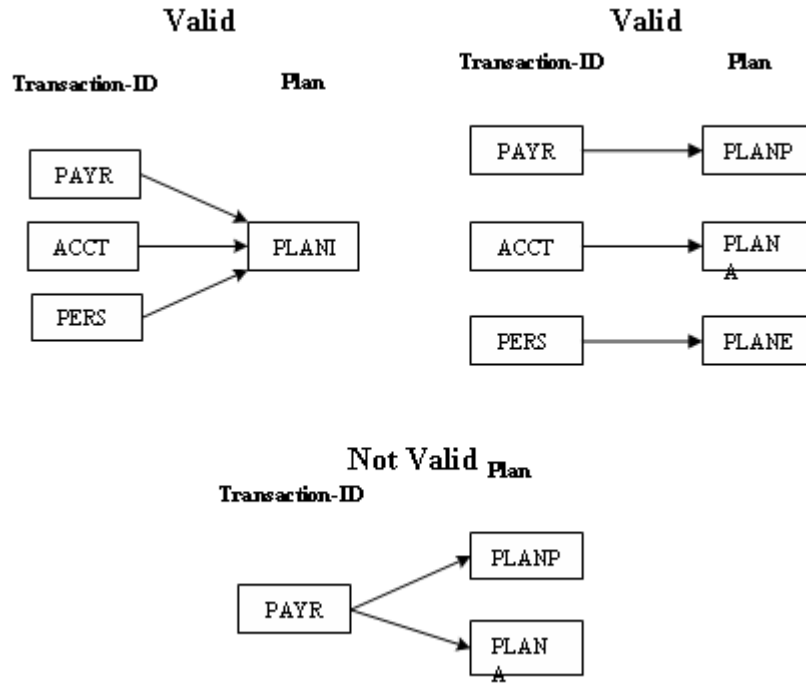 Valid
Transaction-ID Plan
PAYR
ACCT
PERS
PLANI
Valid
Transaction-ID Plan
PAYR
PLANP
ACCT
PLAN
A
PERS
PLANE
Not Valid
Plan
Transaction-ID
PAYR
PLANP
PLAN
A